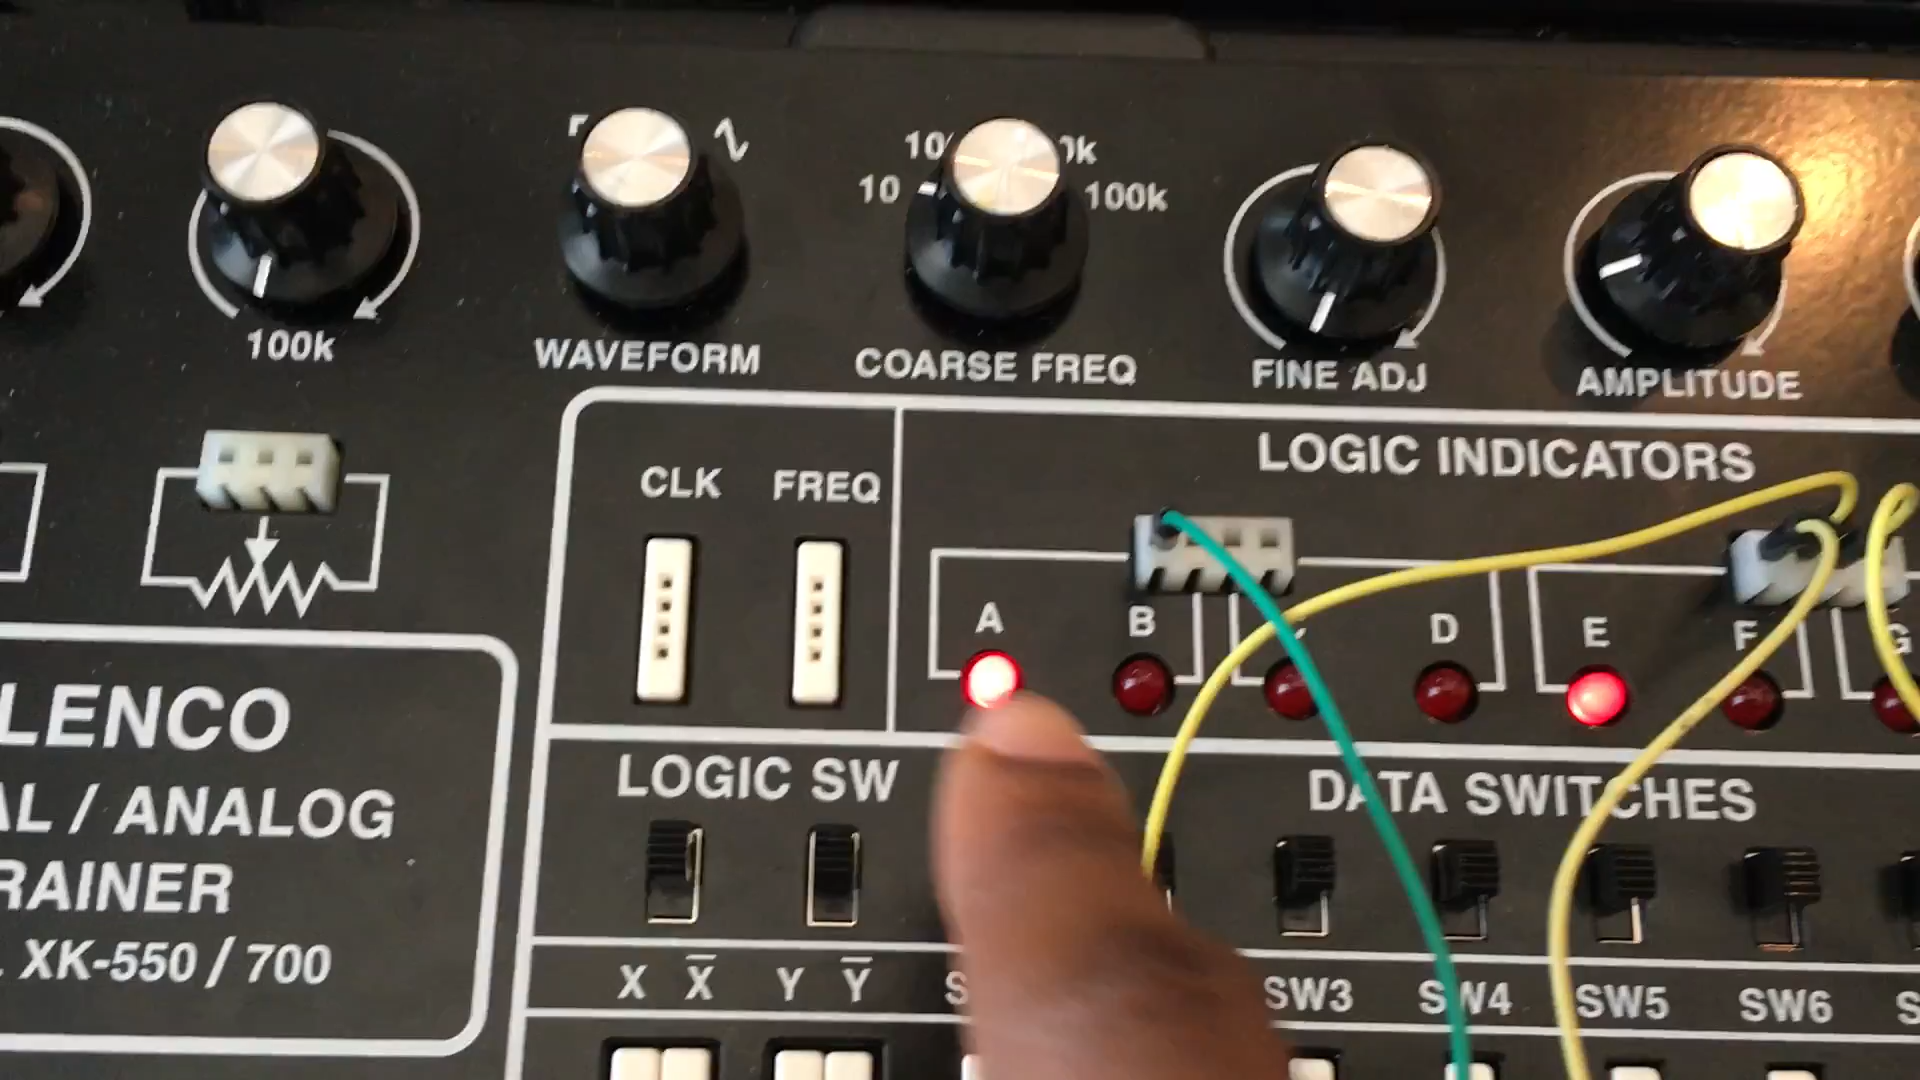 10 100k
100k
WAVEFORM
COARSE FREQ
FINE ADJ
AMPLITUDE
CLK FREQ
LOGIC INDICATORS
A B D E F G
LENCO
AL / ANALOG
RAINER
XK-550 / 700
LOGIC SW
DATA SWITCHES
X X̅ Y Y̅
SW3 SW4 SW5 SW6